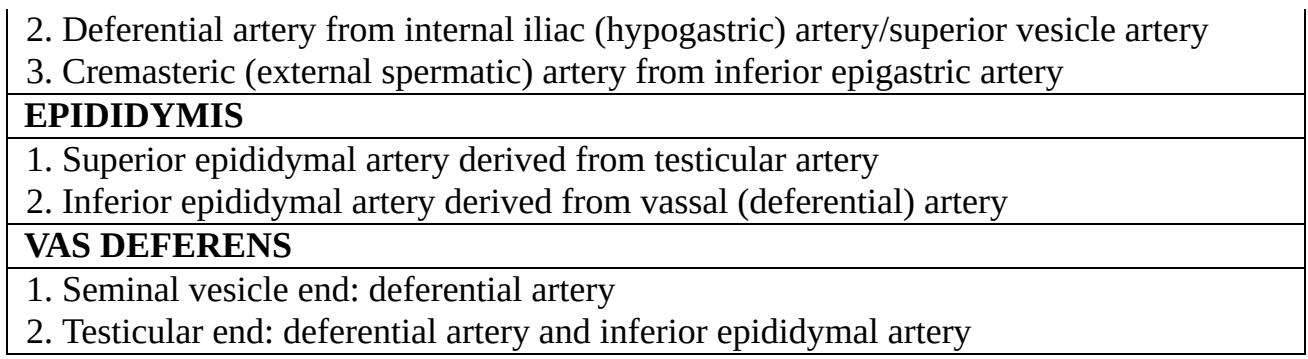 2. Deferential artery from internal iliac (hypogastric) artery/superior vesicle artery
3. Cremasteric (external spermatic) artery from inferior epigastric artery
EPIDIDYMIS
1. Superior epididymal artery derived from testicular artery
2. Inferior epididymal artery derived from vassal (deferential) artery
VAS DEFERENS
1. Seminal vesicle end: deferential artery
2. Testicular end: deferential artery and inferior epididymal artery